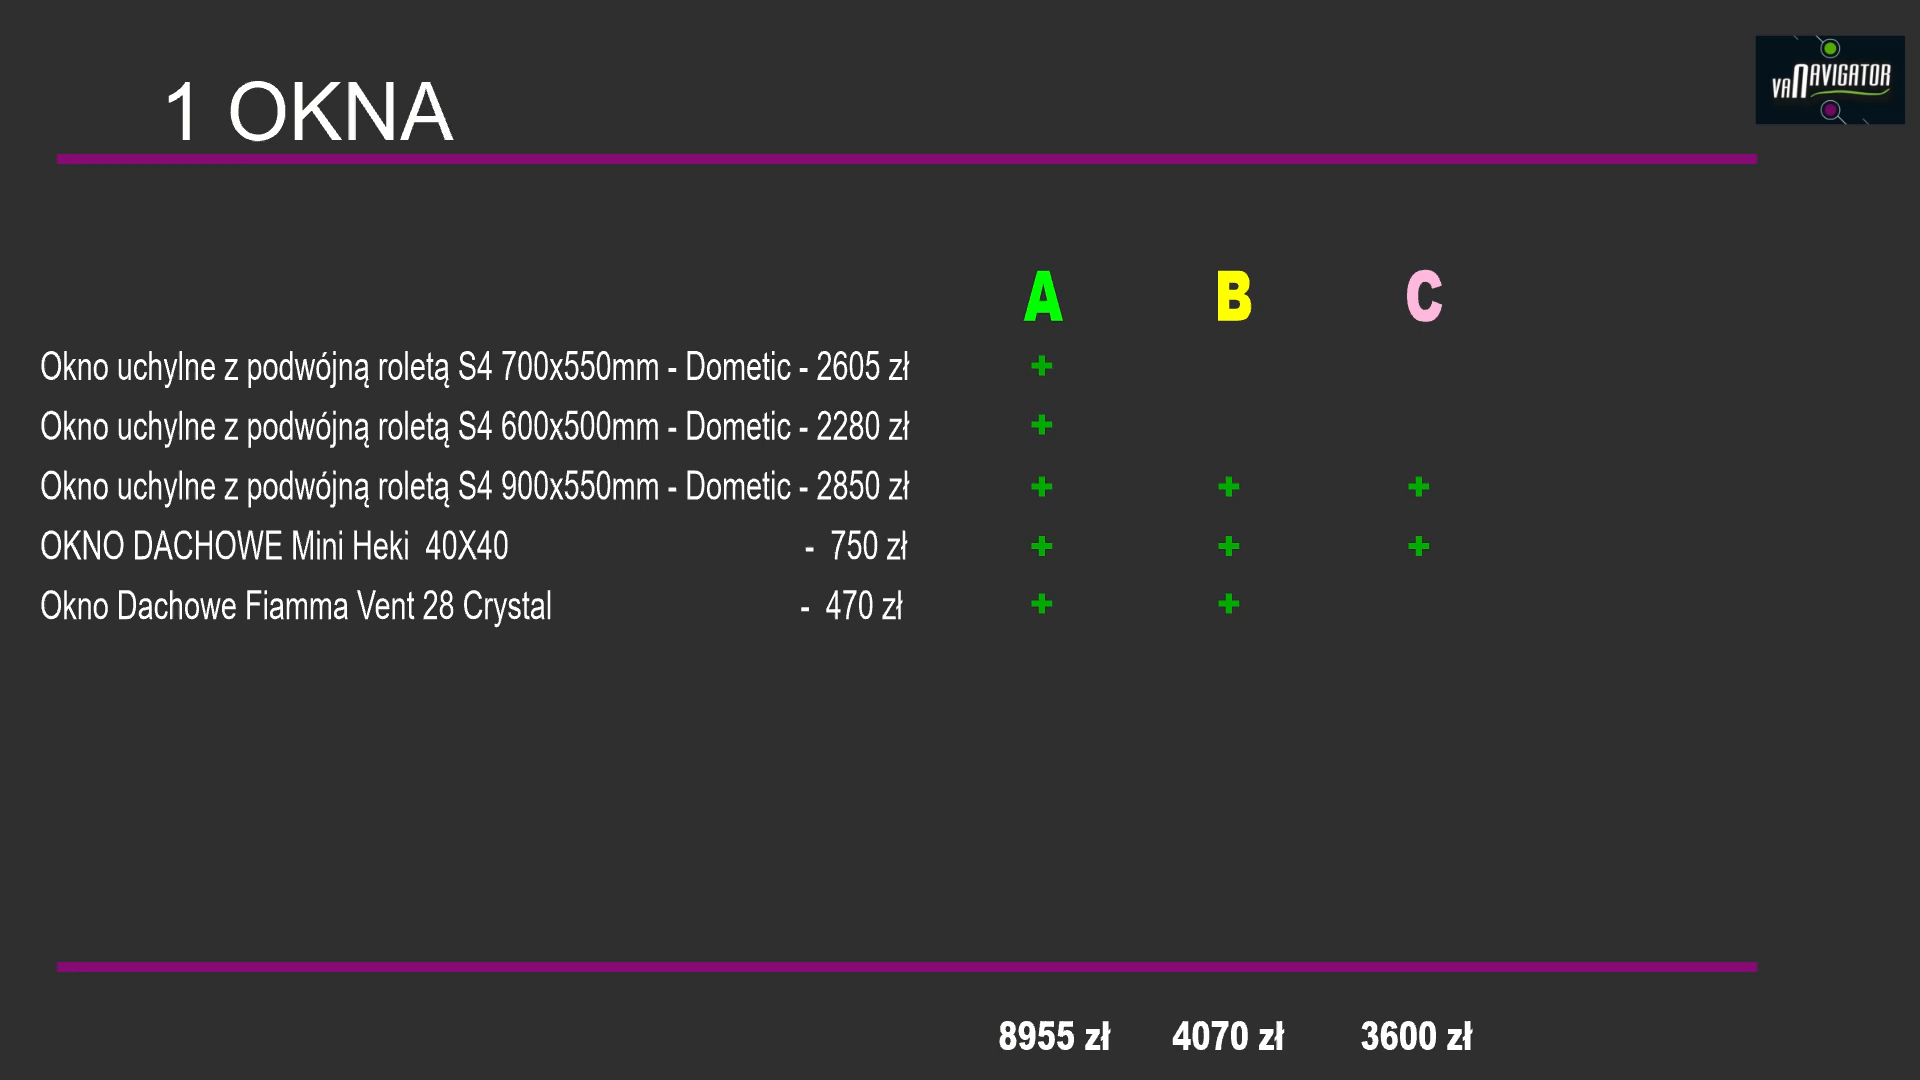 1 OKNA
VANAVIGATOR
A B C
Okno uchylne z podwójną roletą S4 700x550mm - Dometic - 2605 zł +
Okno uchylne z podwójną roletą S4 600x500mm - Dometic - 2280 zł +
Okno uchylne z podwójną roletą S4 900x550mm - Dometic - 2850 zł + + +
OKNO DACHOWE Mini Heki 40X40 - 750 zł + + +
Okno Dachowe Fiamma Vent 28 Crystal - 470 zł + +
8955 zł 4070 zł 3600 zł